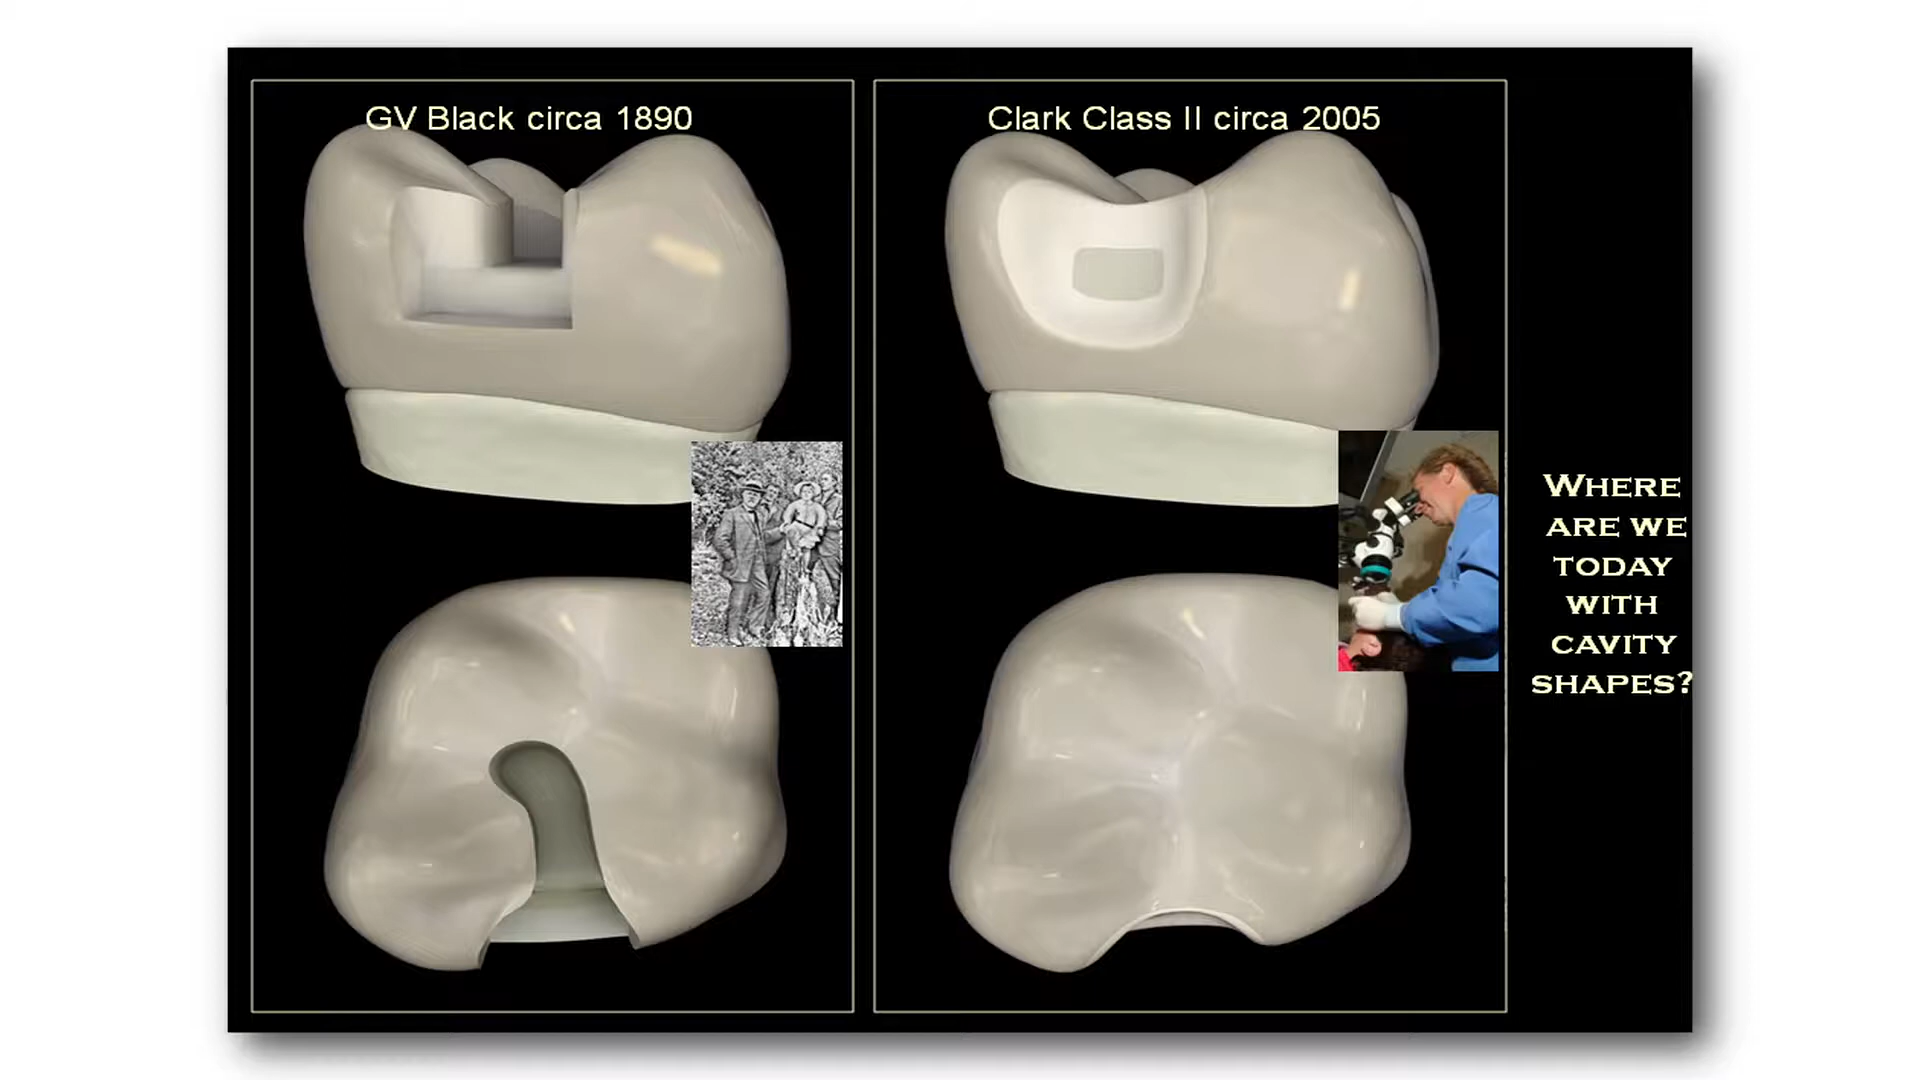 GV Black circa 1890
Clark Class II circa 2005
WHERE
ARE WE
TODAY
WITH
CAVITY
SHAPES?